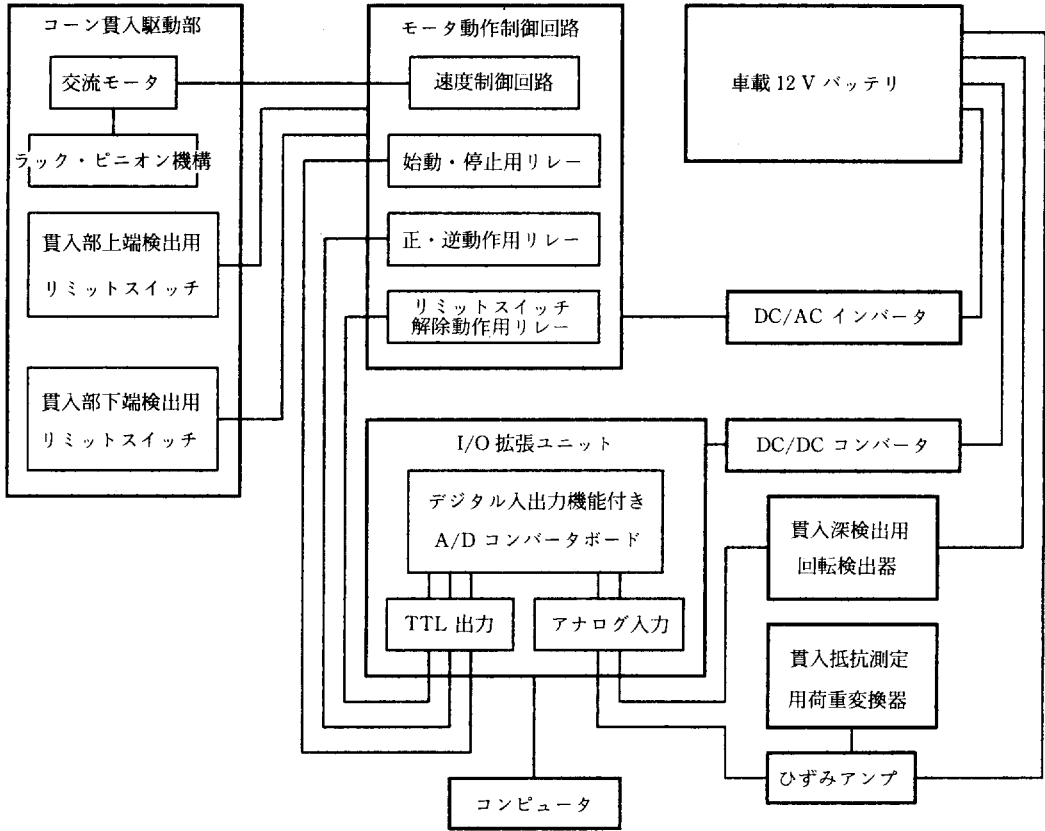 コーン貫入駆動部
交流モータ
ラック・ピニオン機構
貫入部上端検出用
リミットスイッチ
貫入部下端検出用
リミットスイッチ
モータ動作制御回路
速度制御回路
始動・停止用リレー
正・逆動作用リレー
リミットスイッチ
解除動作用リレー
車載 12 V バッテリ
DC/AC インバータ
I/O 拡張ユニット
デジタル入出力機能付き
A/D コンバータボード
TTL 出力
アナログ入力
DC/DC コンバータ
貫入深検出用
回転検出器
貫入抵抗測定
用荷重変換器
ひずみアンプ
コンピュータ